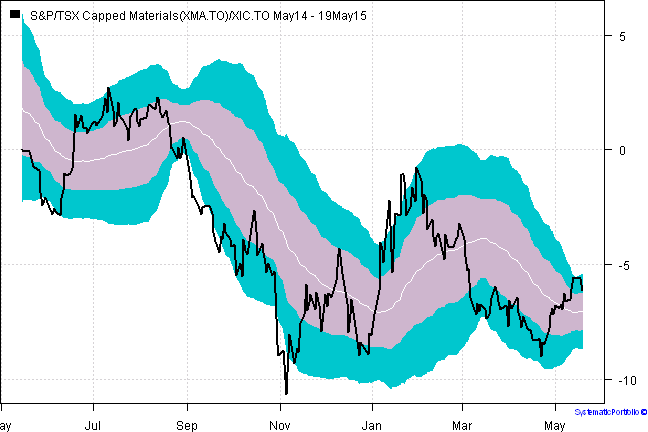 S&P/TSX Capped Materials(XMA.TO)/XIC.TO May14 - 19May15
5
0
-5
-10
ay Jul Sep Nov Jan Mar May
SystematicPortfolio ©